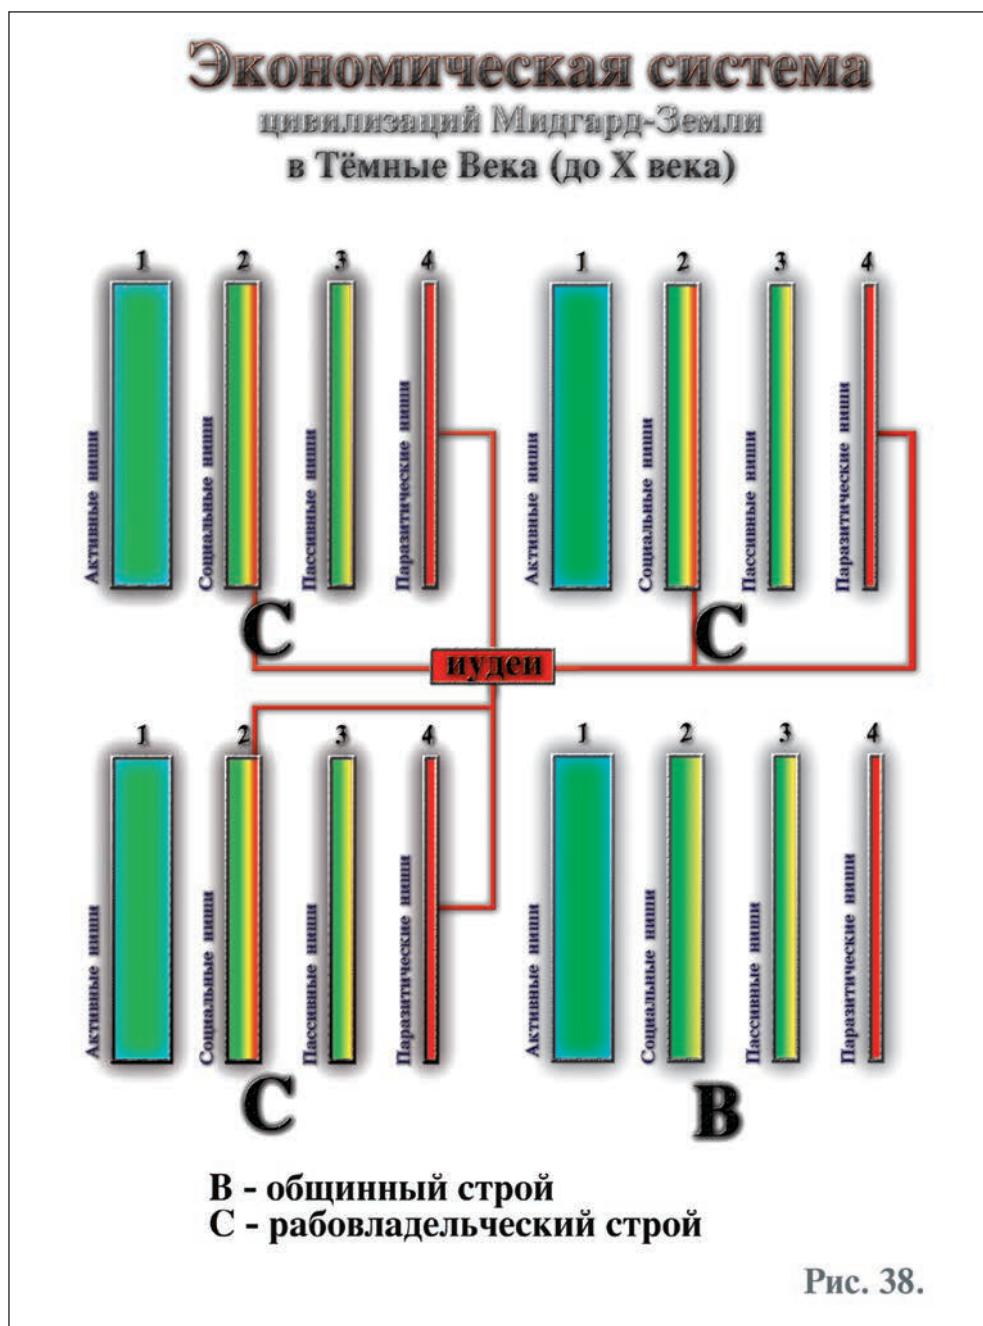 Экономическая система
цивилизаций Мидгард-Земли
в Тёмные Века (до X века)
1 2 3 4
Активные ниши
Социальные ниши
Пассивные ниши
Паразитические ниши
С
1 2 3 4
Активные ниши
Социальные ниши
Пассивные ниши
Паразитические ниши
С
иудеи
1 2 3 4
Активные ниши
Социальные ниши
Пассивные ниши
Паразитические ниши
С
1 2 3 4
Активные ниши
Социальные ниши
Пассивные ниши
Паразитические ниши
В
В - общинный строй
С - рабовладельческий строй
Рис. 38.